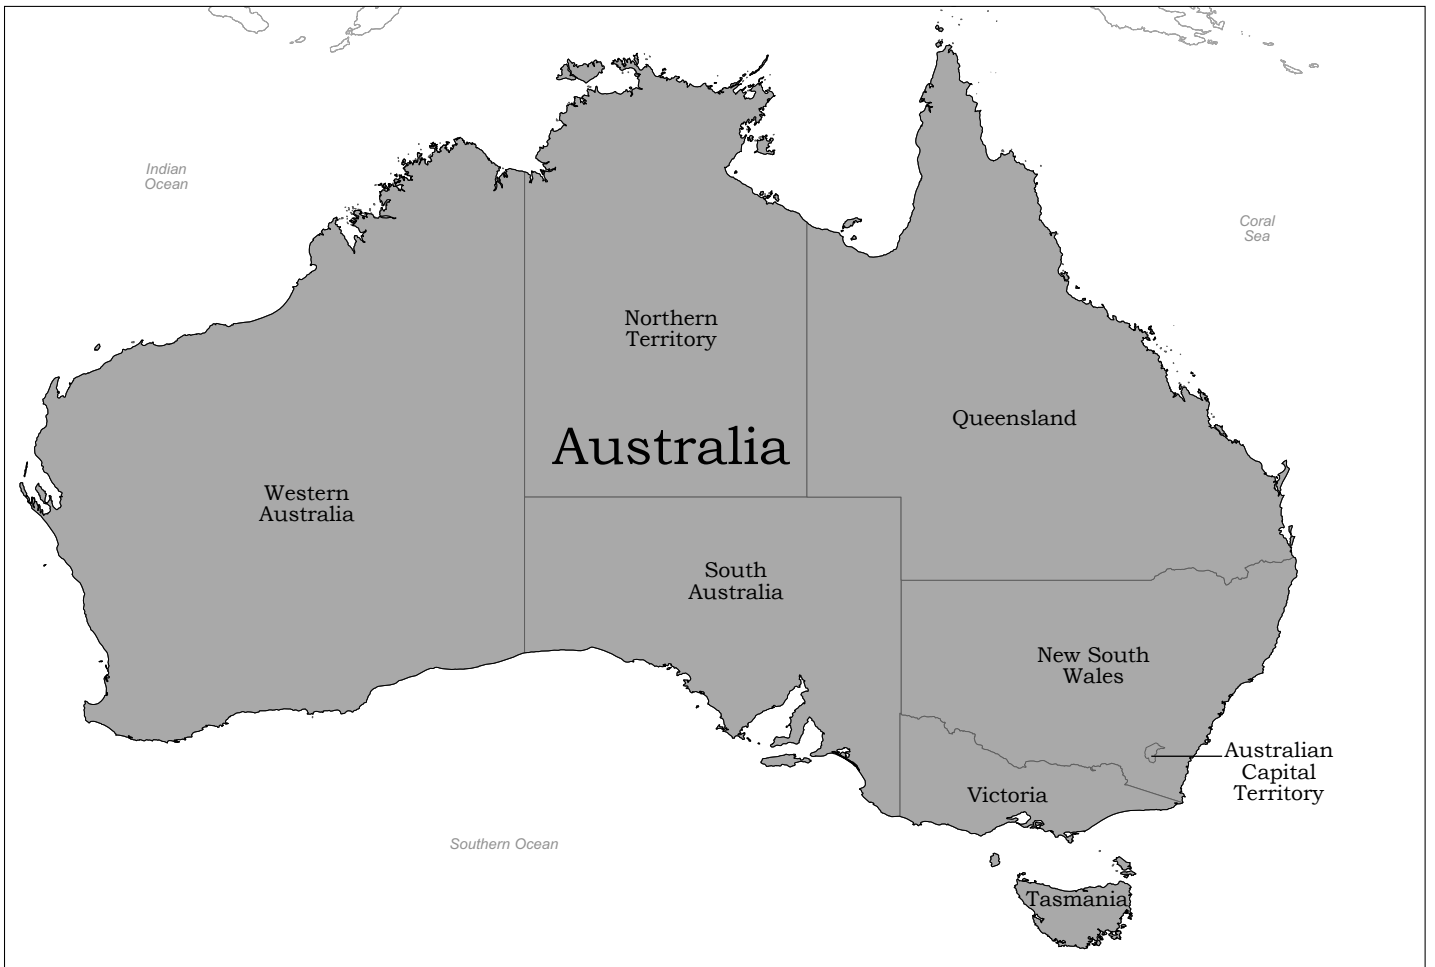 Indian
Ocean
Coral
Sea
Northern
Territory
Queensland
Australia
Western
Australia
South
Australia
New South
Wales
Australian
Capital
Territory
Victoria
Southern Ocean
Tasmania